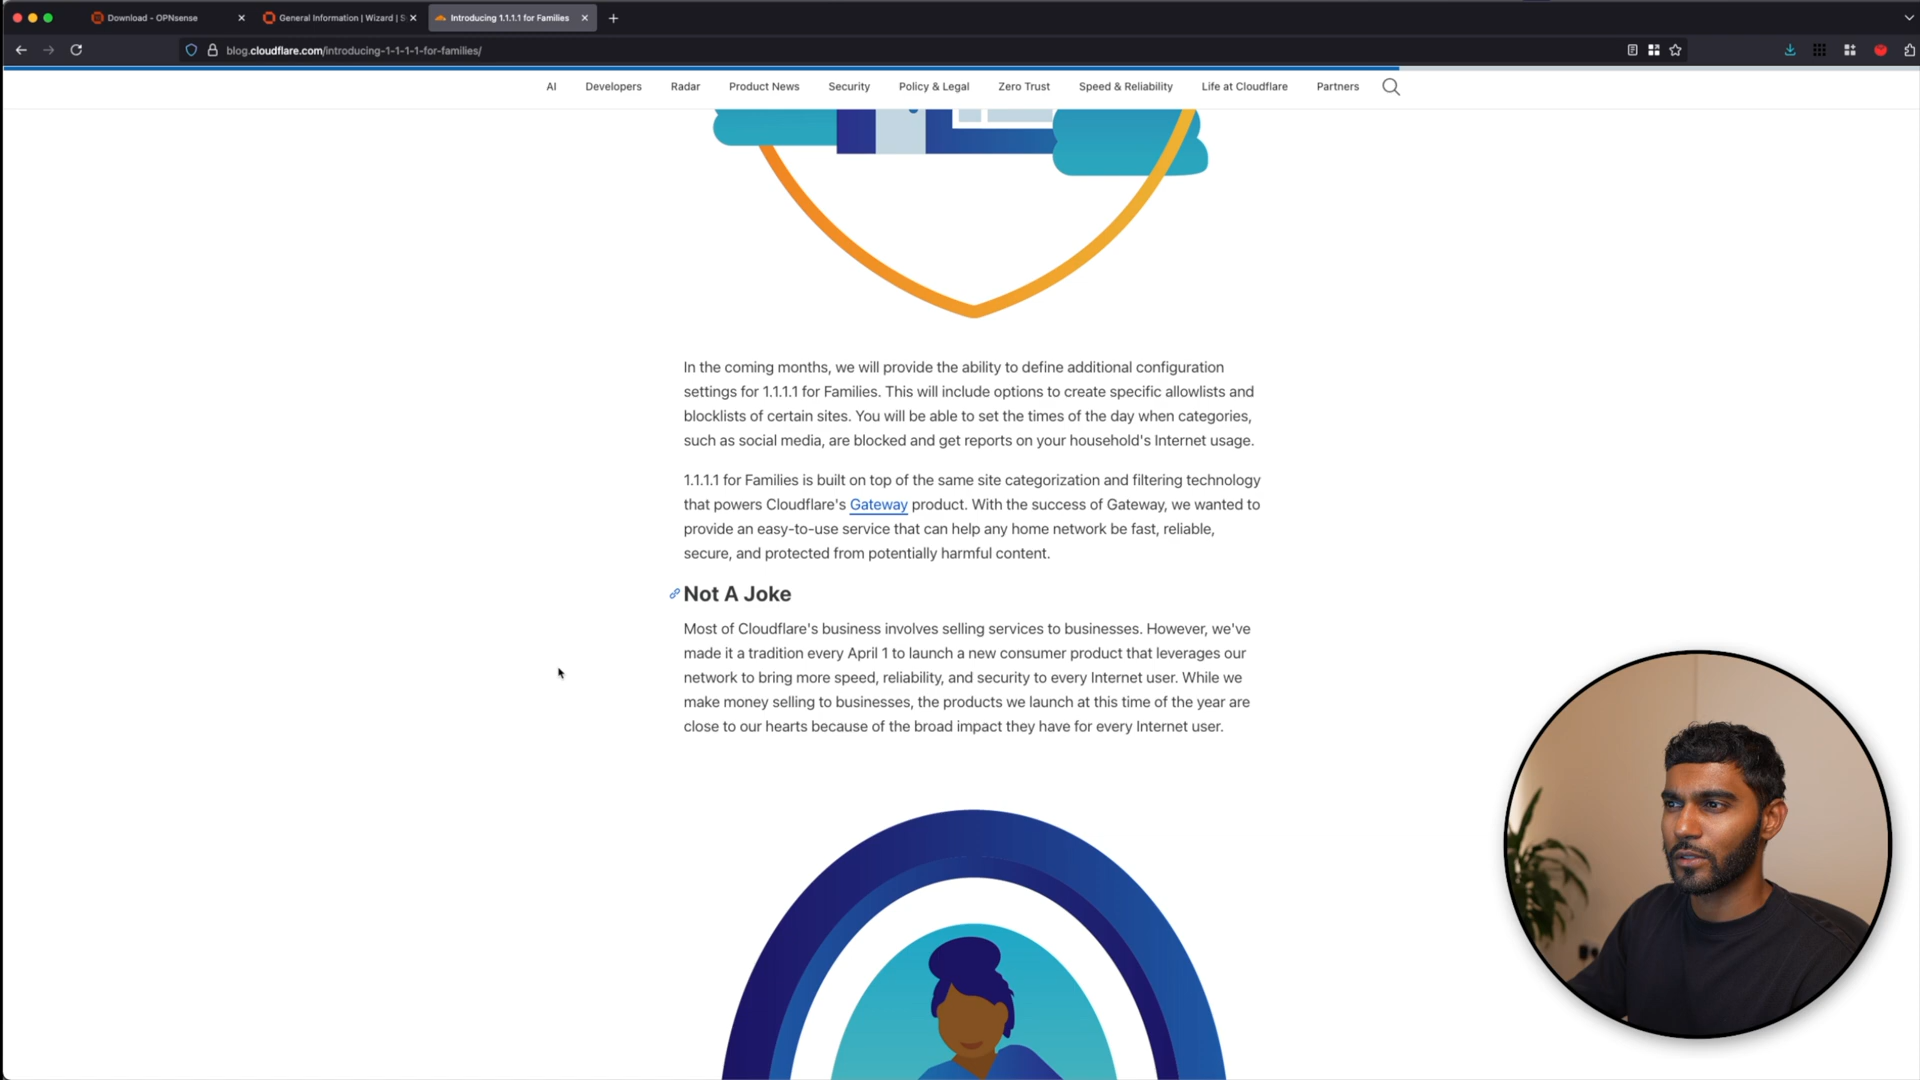 Download - OPNsense
General Information | Wizard | S
Introducing 1.1.1.1 for Families
blog.cloudflare.com/introducing-1-1-1-1-for-families/
AI Developers Radar Product News Security Policy & Legal Zero Trust Speed & Reliability Life at Cloudflare Partners
In the coming months, we will provide the ability to define additional configuration
settings for 1.1.1.1 for Families. This will include options to create specific allowlists and
blocklists of certain sites. You will be able to set the times of the day when categories,
such as social media, are blocked and get reports on your household's Internet usage.
1.1.1.1 for Families is built on top of the same site categorization and filtering technology
that powers Cloudflare's Gateway product. With the success of Gateway, we wanted to
provide an easy-to-use service that can help any home network be fast, reliable,
secure, and protected from potentially harmful content.
Not A Joke
Most of Cloudflare's business involves selling services to businesses. However, we've
made it a tradition every April 1 to launch a new consumer product that leverages our
network to bring more speed, reliability, and security to every Internet user. While we
make money selling to businesses, the products we launch at this time of the year are
close to our hearts because of the broad impact they have for every Internet user.